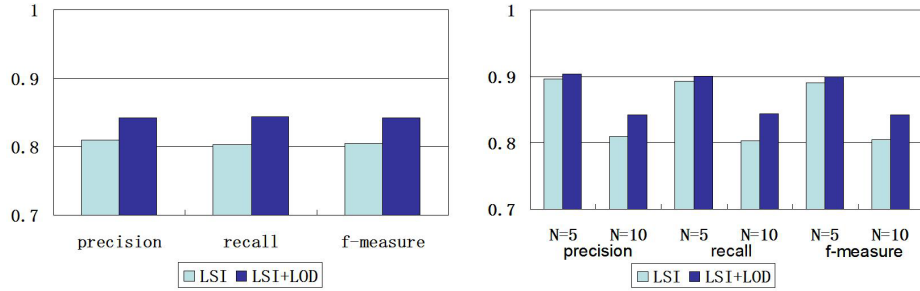 1
0.9
0.8
0.7
precision recall f-measure
LSI LSI+LOD
1
0.9
0.8
0.7
N=5 N=10 N=5 N=10 N=5 N=10
precision recall f-measure
LSI LSI+LOD